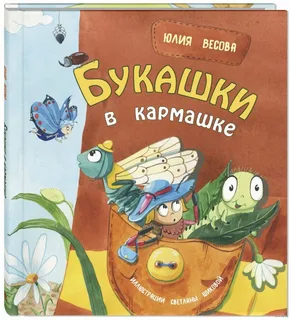 ЮЛИЯ ВЕСОВА
БУКАШКИ
В КАРМАШКЕ
ИЛЛЮСТРАЦИИ СВЕТЛАНЫ